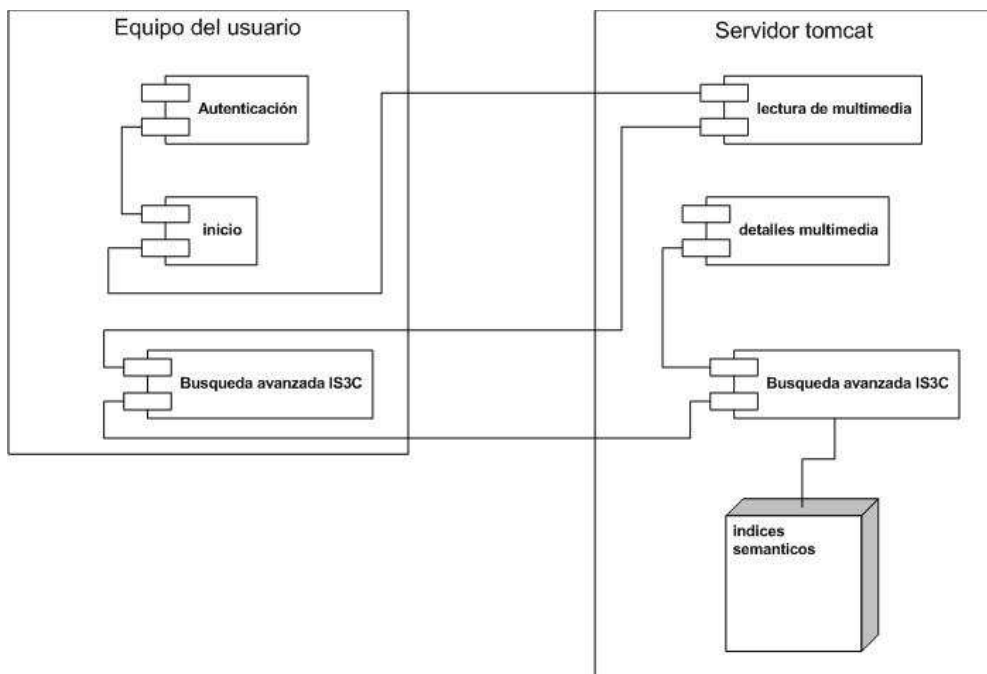 Equipo del usuario
Autenticación
inicio
Busqueda avanzada IS3C
Servidor tomcat
lectura de multimedia
detalles multimedia
Busqueda avanzada IS3C
indices
semanticos